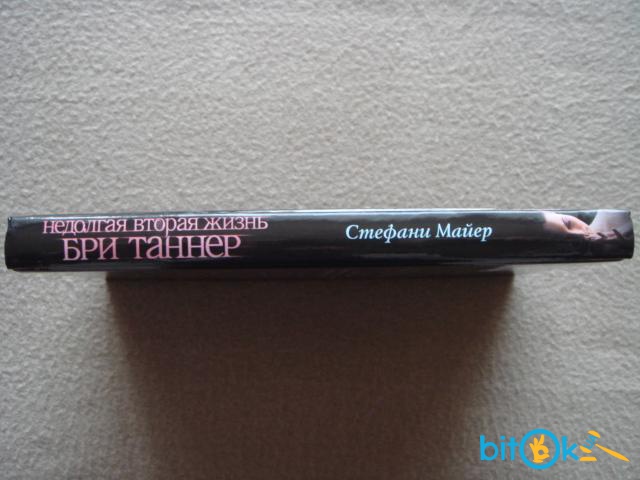 недолгая вторая жизнь
Бри Таннер
Стефани Майер
bitOk